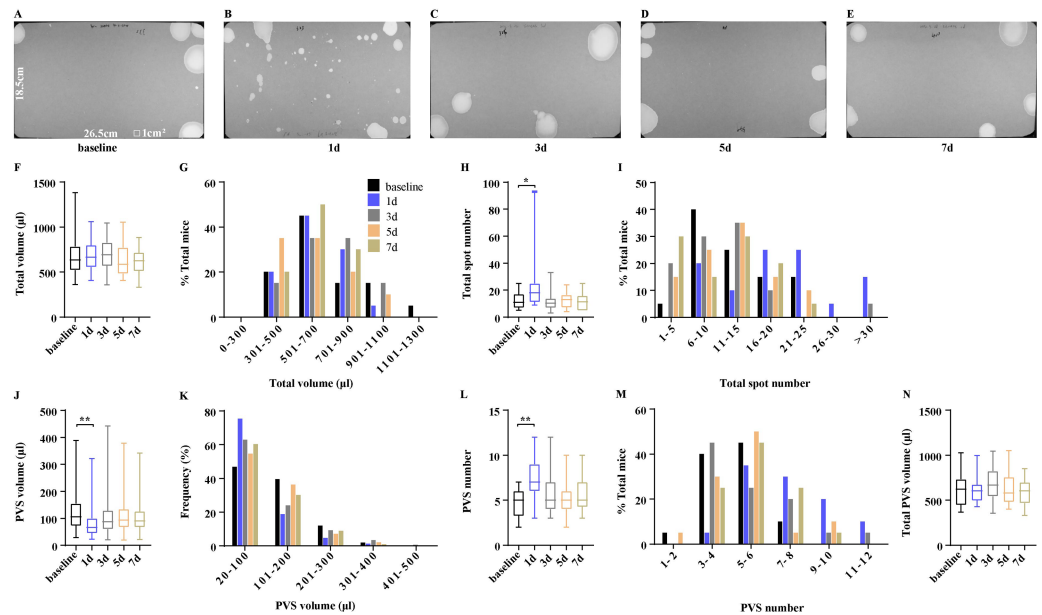 A B C D E
18.5cm
26.5cm 1cm²
baseline 1d 3d 5d 7d
F G H I
Total volume (µl)
1500
1000
500
0
baseline 1d 3d 5d 7d
% Total mice
60
40
20
0
baseline
1d
3d
5d
7d
0-300 301-500 501-700 701-900 901-1100 1101-1300
Total volume (µl)
Total spot number
100
80
60
40
20
0
*
baseline 1d 3d 5d 7d
% Total mice
50
40
30
20
10
0
1-5 6-10 11-15 16-20 21-25 26-30 >30
Total spot number
J K L M N
PVS volume (µl)
500
400
300
200
100
0
**
baseline 1d 3d 5d 7d
Frequency (%)
80
60
40
20
0
20-100 101-200 201-300 301-400 401-500
PVS volume (µl)
PVS number
15
10
5
0
**
baseline 1d 3d 5d 7d
% Total mice
60
40
20
0
1-2 3-4 5-6 7-8 9-10 11-12
PVS number
Total PVS volume (µl)
1500
1000
500
0
baseline 1d 3d 5d 7d